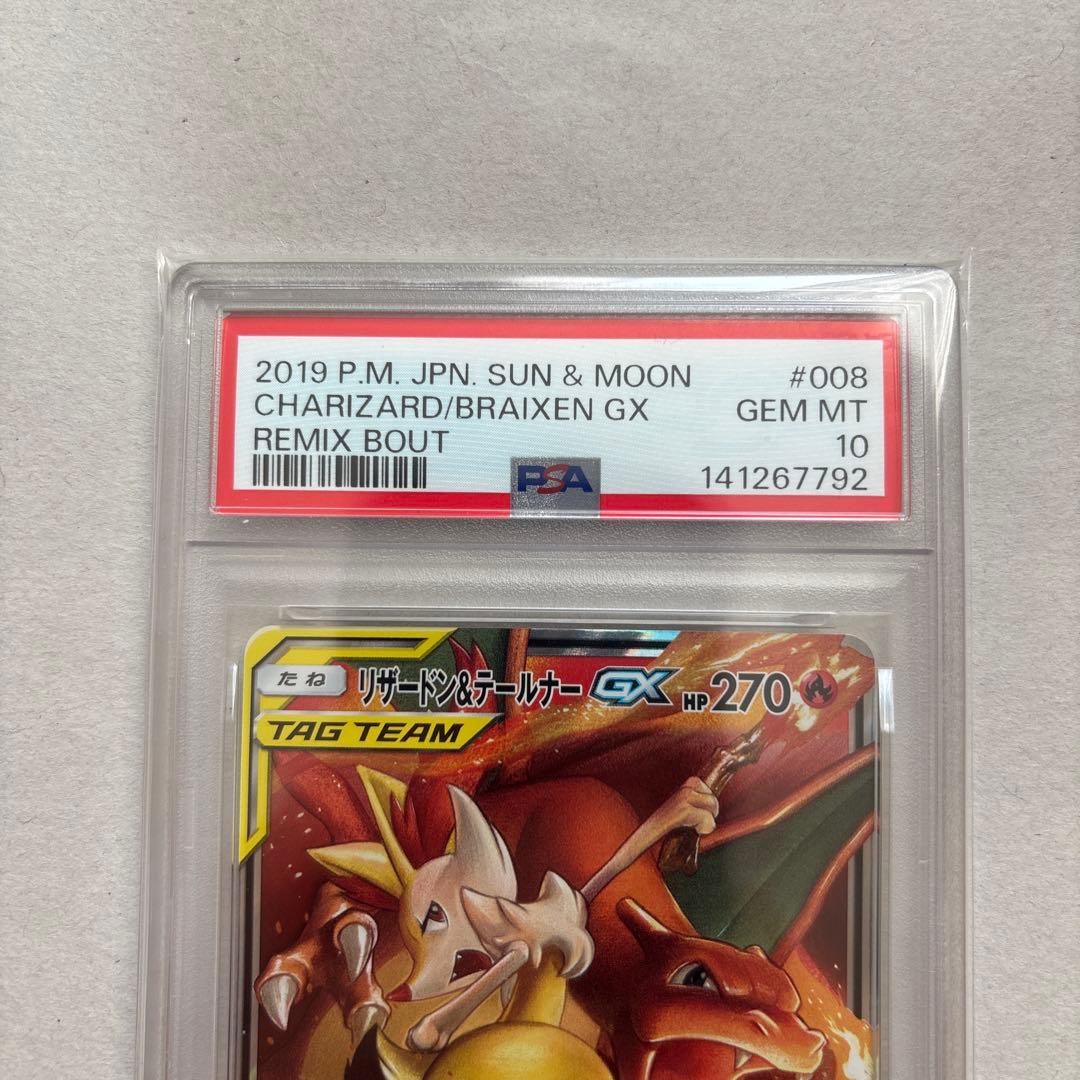 2019 P.M. JPN. SUN & MOON #008
CHARIZARD/BRAIXEN GX GEM MT
REMIX BOUT 10
PSA 141267792
たね リザードン&テールナー GX HP 270
TAG TEAM